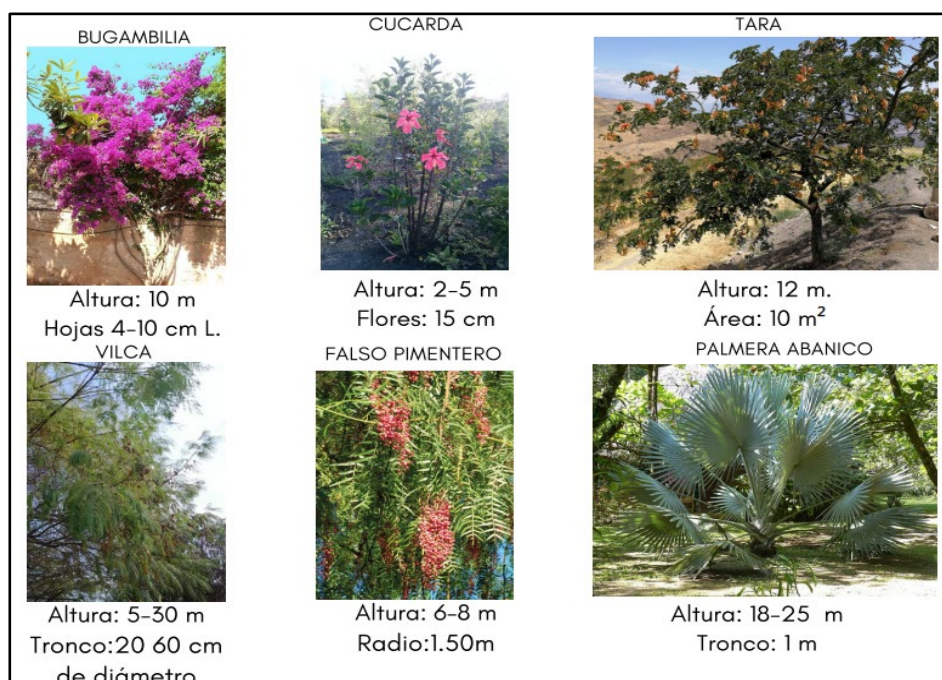 BUGAMBILIA
CUCARDA
TARA
Altura: 10 m
Hojas 4-10 cm L.
Altura: 2-5 m
Flores: 15 cm
Altura: 12 m.
Área: 10 m²
VILCA
FALSO PIMENTERO
PALMERA ABANICO
Altura: 5-30 m
Tronco:20 60 cm
de diámetro
Altura: 6-8 m
Radio:1.50m
Altura: 18-25 m
Tronco: 1 m